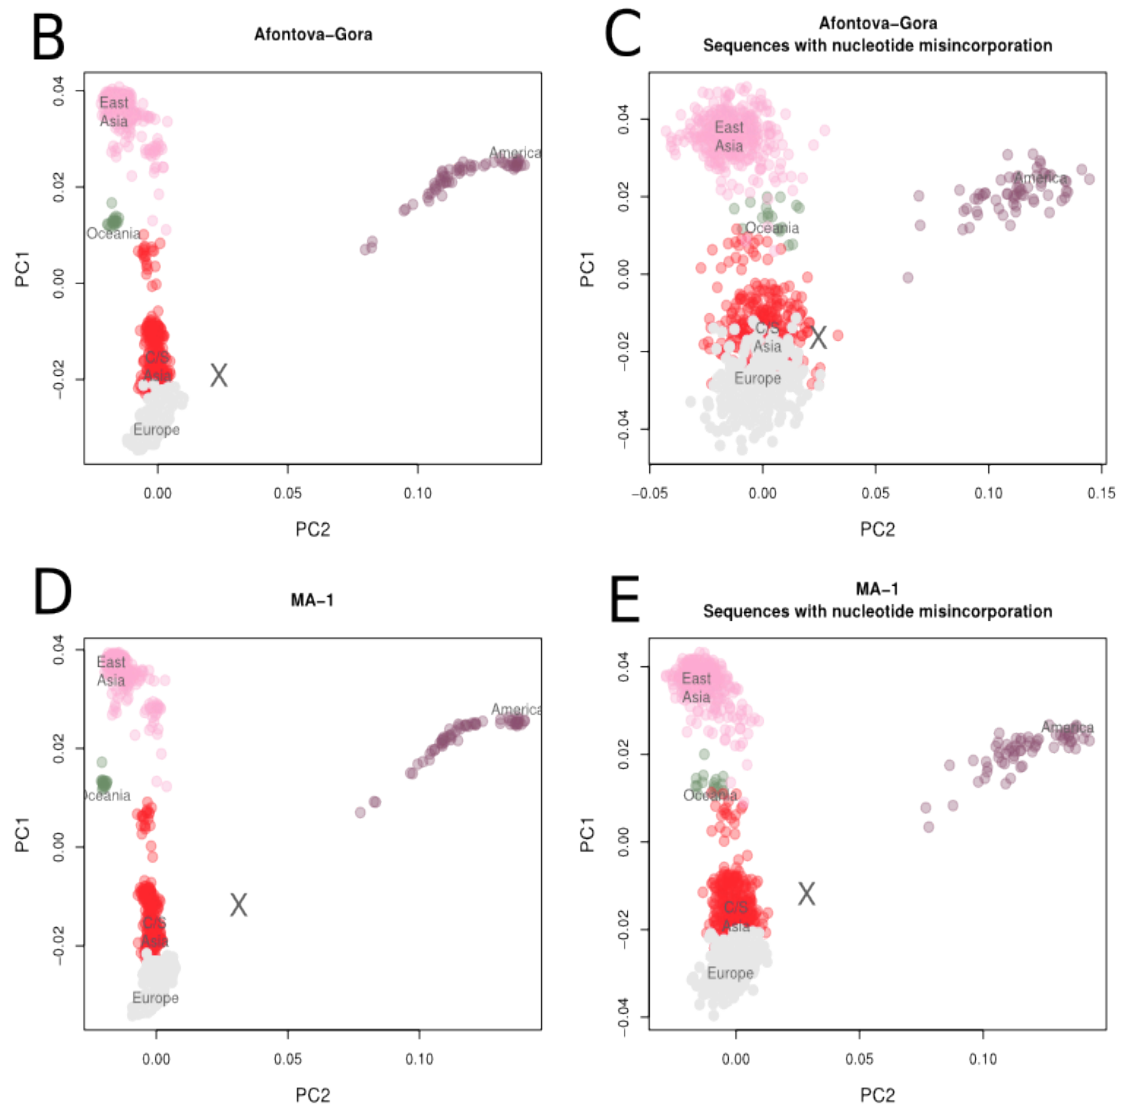 B
Afontova-Gora
PC1
0.04
0.02
0.00
−0.02
East
Asia
Oceania
C/S
Asia
Europe
America
X
0.00
0.05
0.10
PC2
C
Afontova-Gora
Sequences with nucleotide misincorporation
PC1
0.04
0.02
0.00
−0.02
−0.04
East
Asia
Oceania
C/S
Asia
Europe
America
X
−0.05
0.00
0.05
0.10
0.15
PC2
D
MA-1
PC1
0.04
0.02
0.00
−0.02
East
Asia
Oceania
C/S
Asia
Europe
America
X
0.00
0.05
0.10
PC2
E
MA-1
Sequences with nucleotide misincorporation
PC1
0.04
0.02
0.00
−0.02
−0.04
East
Asia
Oceania
C/S
Asia
Europe
America
X
0.00
0.05
0.10
PC2